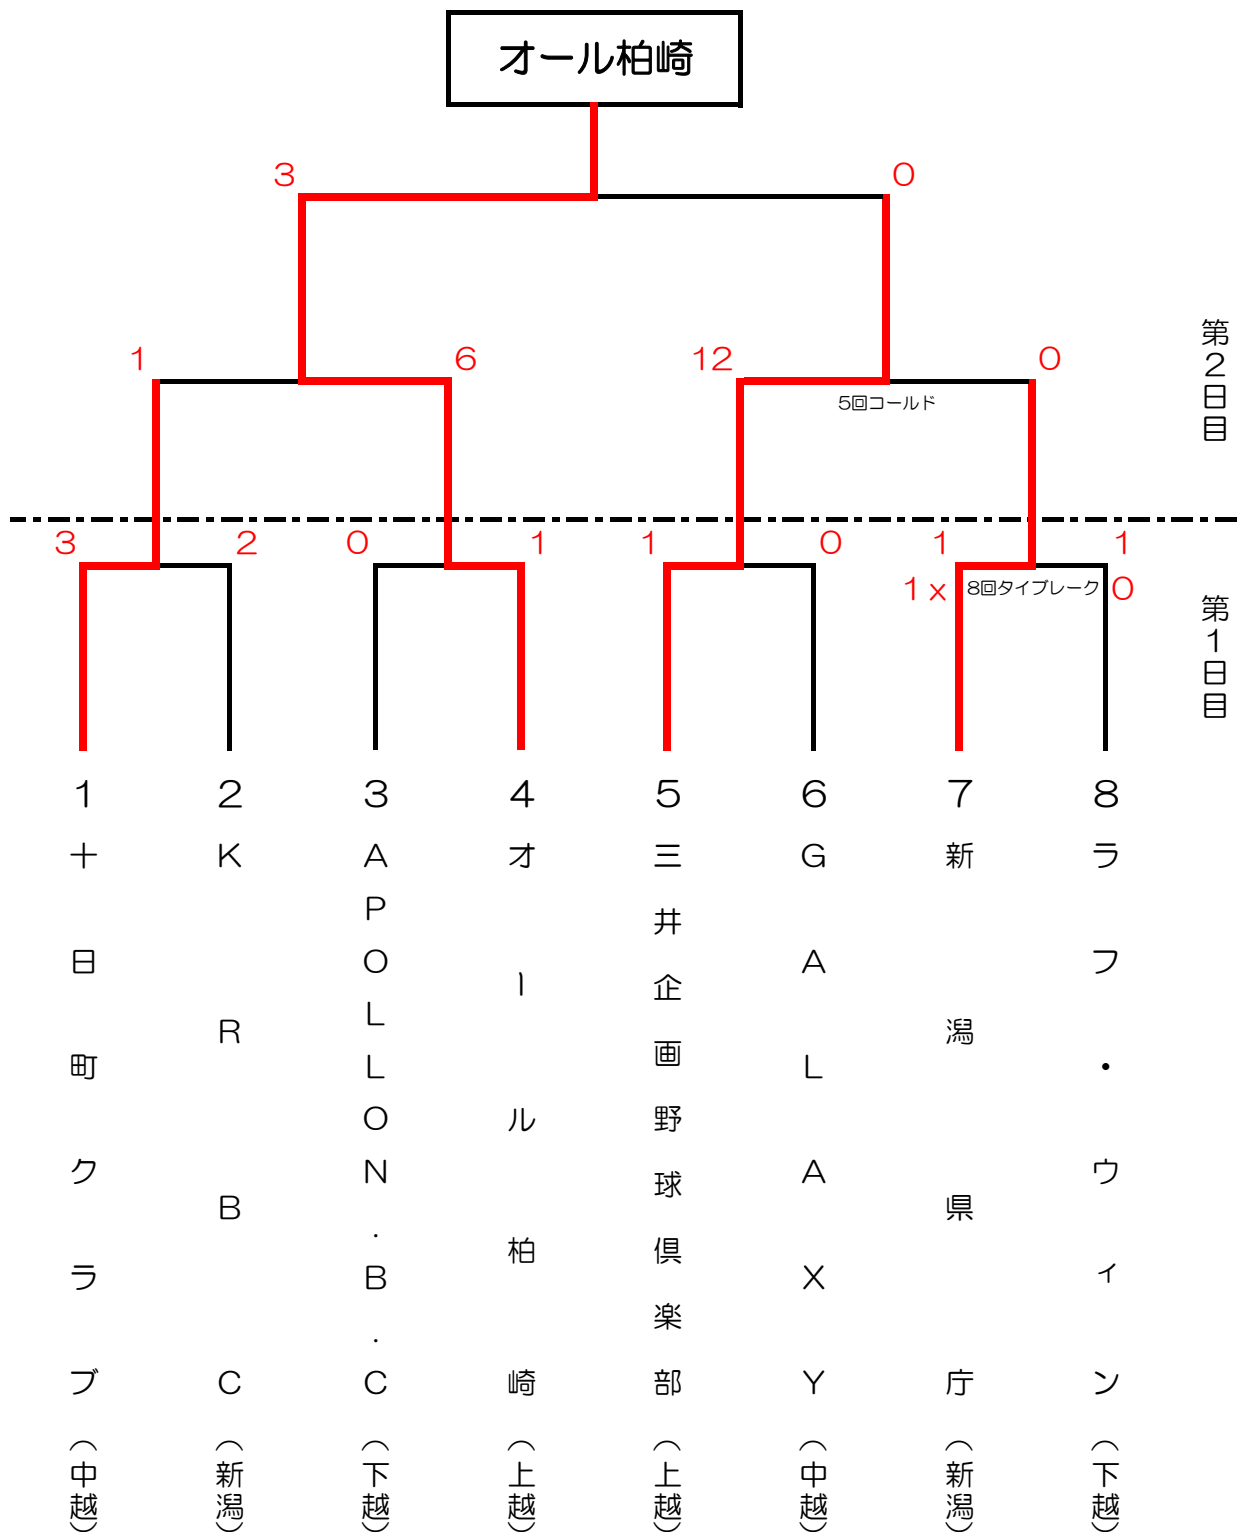 オール柏崎
3
0
1
6
12
0
5回コールド
第2日目
3
2
0
1
1
0
1
1
1x
8回タイブレーク
0
第1日目
1
2
3
4
5
6
7
8
十日町クラブ(中越)
KRBC(新潟)
APOLLON.B.C(下越)
オール柏崎(上越)
三井企画野球倶楽部(上越)
GALAXY(中越)
新潟県庁(新潟)
ラフ・ウィン(下越)